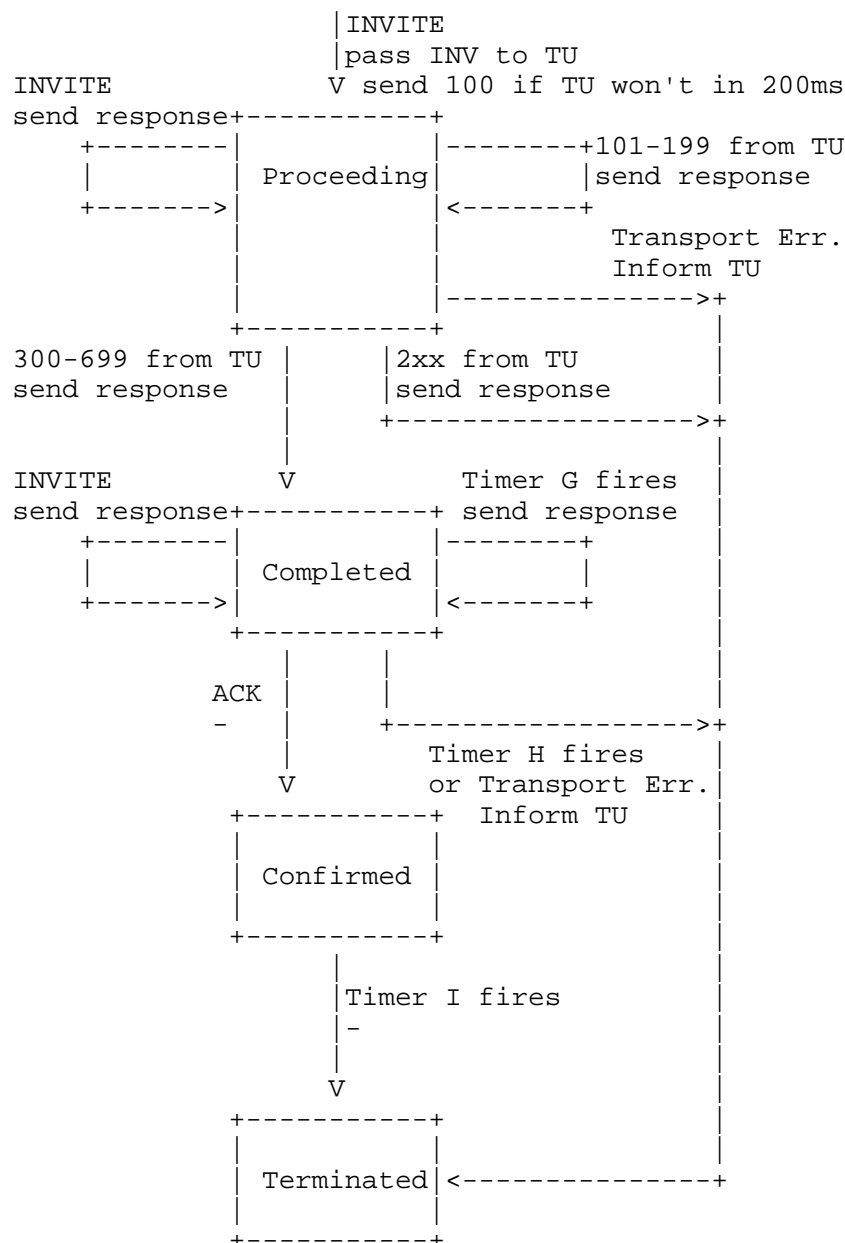 INVITE
pass INV to TU
INVITE V send 100 if TU won't in 200ms
send response
101-199 from TU
Proceeding send response
Transport Err.
Inform TU
300-699 from TU 2xx from TU
send response send response
INVITE V Timer G fires
send response send response
Completed
ACK
-
Timer H fires
V or Transport Err.
Inform TU
Confirmed
Timer I fires
-
V
Terminated